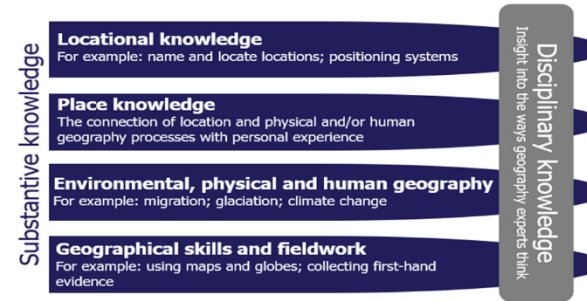 Substantive knowledge
Locational knowledge
For example: name and locate locations; positioning systems
Place knowledge
The connection of location and physical and/or human
geography processes with personal experience
Environmental, physical and human geography
For example: migration; glaciation; climate change
Geographical skills and fieldwork
For example: using maps and globes; collecting first-hand
evidence
Disciplinary knowledge
Insight into the ways geography experts think